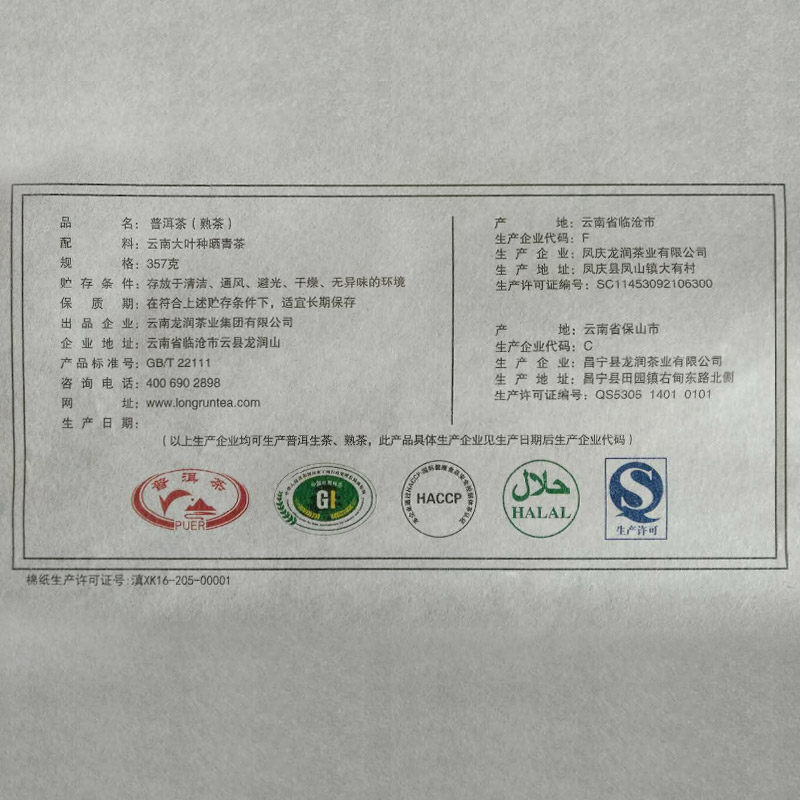 品名：普洱茶（熟茶）
配料：云南大叶种晒青茶
规格：357克
贮存条件：存放于清洁、通风、避光、干燥、无异味的环境
保质期：在符合上述贮存条件下，适宜长期保存
出品企业：云南龙润茶业集团有限公司
企业地址：云南省临沧市云县龙润山
产品标准号：GB/T 22111
咨询电话：400 690 2898
网址：www.longruntea.com
生产日期：
产地：云南省临沧市
生产企业代码：F
生产企业：凤庆龙润茶业有限公司
生产地址：凤庆县凤山镇大有村
生产许可证编号：SC11453092106300
产地：云南省保山市
生产企业代码：C
生产企业：昌宁县龙润茶业有限公司
生产地址：昌宁县田园镇右甸东路北侧
生产许可证编号：QS5305 1401 0101
（以上生产企业均可生产普洱生茶、熟茶，此产品具体生产企业见生产日期后生产企业代码）
普洱茶
PUER
GI
HACCP
حلال
HALAL
生产许可
棉纸生产许可证号：滇XK16-205-00001